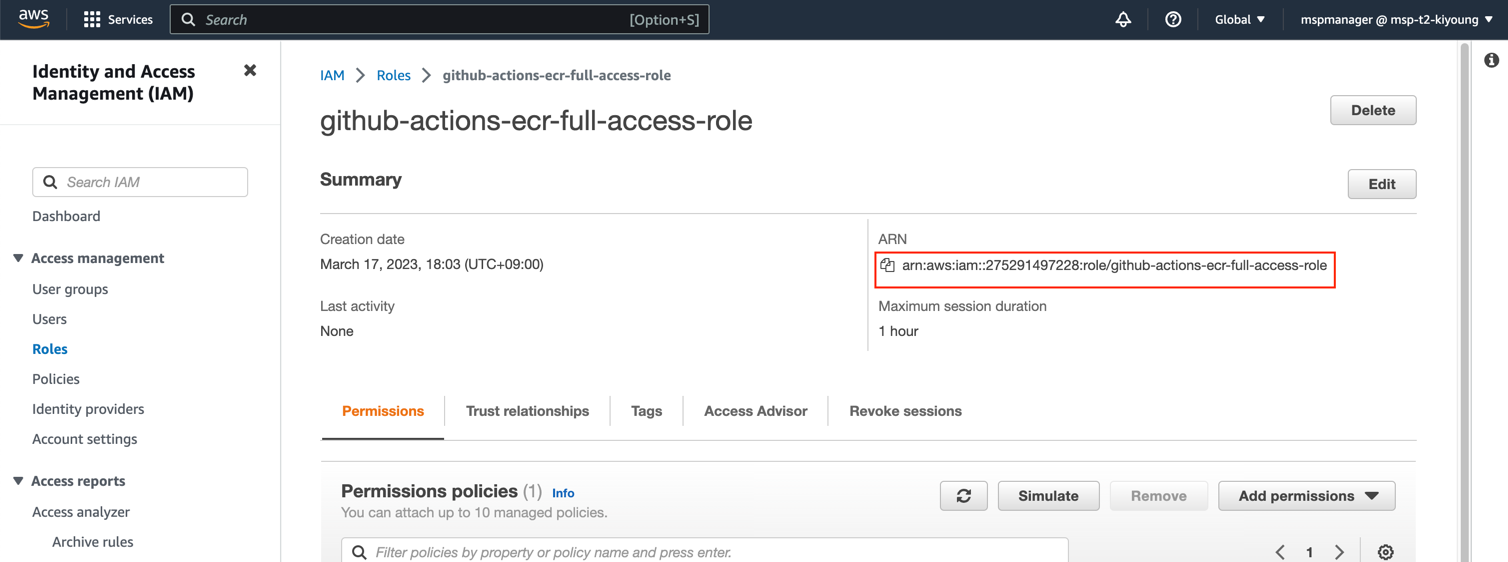 aws
Services
Search
[Option+S]
Global
mspmanager @ msp-t2-kiyoung
Identity and Access
Management (IAM)
Search IAM
Dashboard
Access management
User groups
Users
Roles
Policies
Identity providers
Account settings
Access reports
Access analyzer
Archive rules
IAM > Roles > github-actions-ecr-full-access-role
github-actions-ecr-full-access-role
Delete
Summary
Edit
Creation date
March 17, 2023, 18:03 (UTC+09:00)
ARN
arn:aws:iam::275291497228:role/github-actions-ecr-full-access-role
Last activity
None
Maximum session duration
1 hour
Permissions
Trust relationships
Tags
Access Advisor
Revoke sessions
Permissions policies (1) Info
You can attach up to 10 managed policies.
Simulate
Remove
Add permissions
Filter policies by property or policy name and press enter.
1